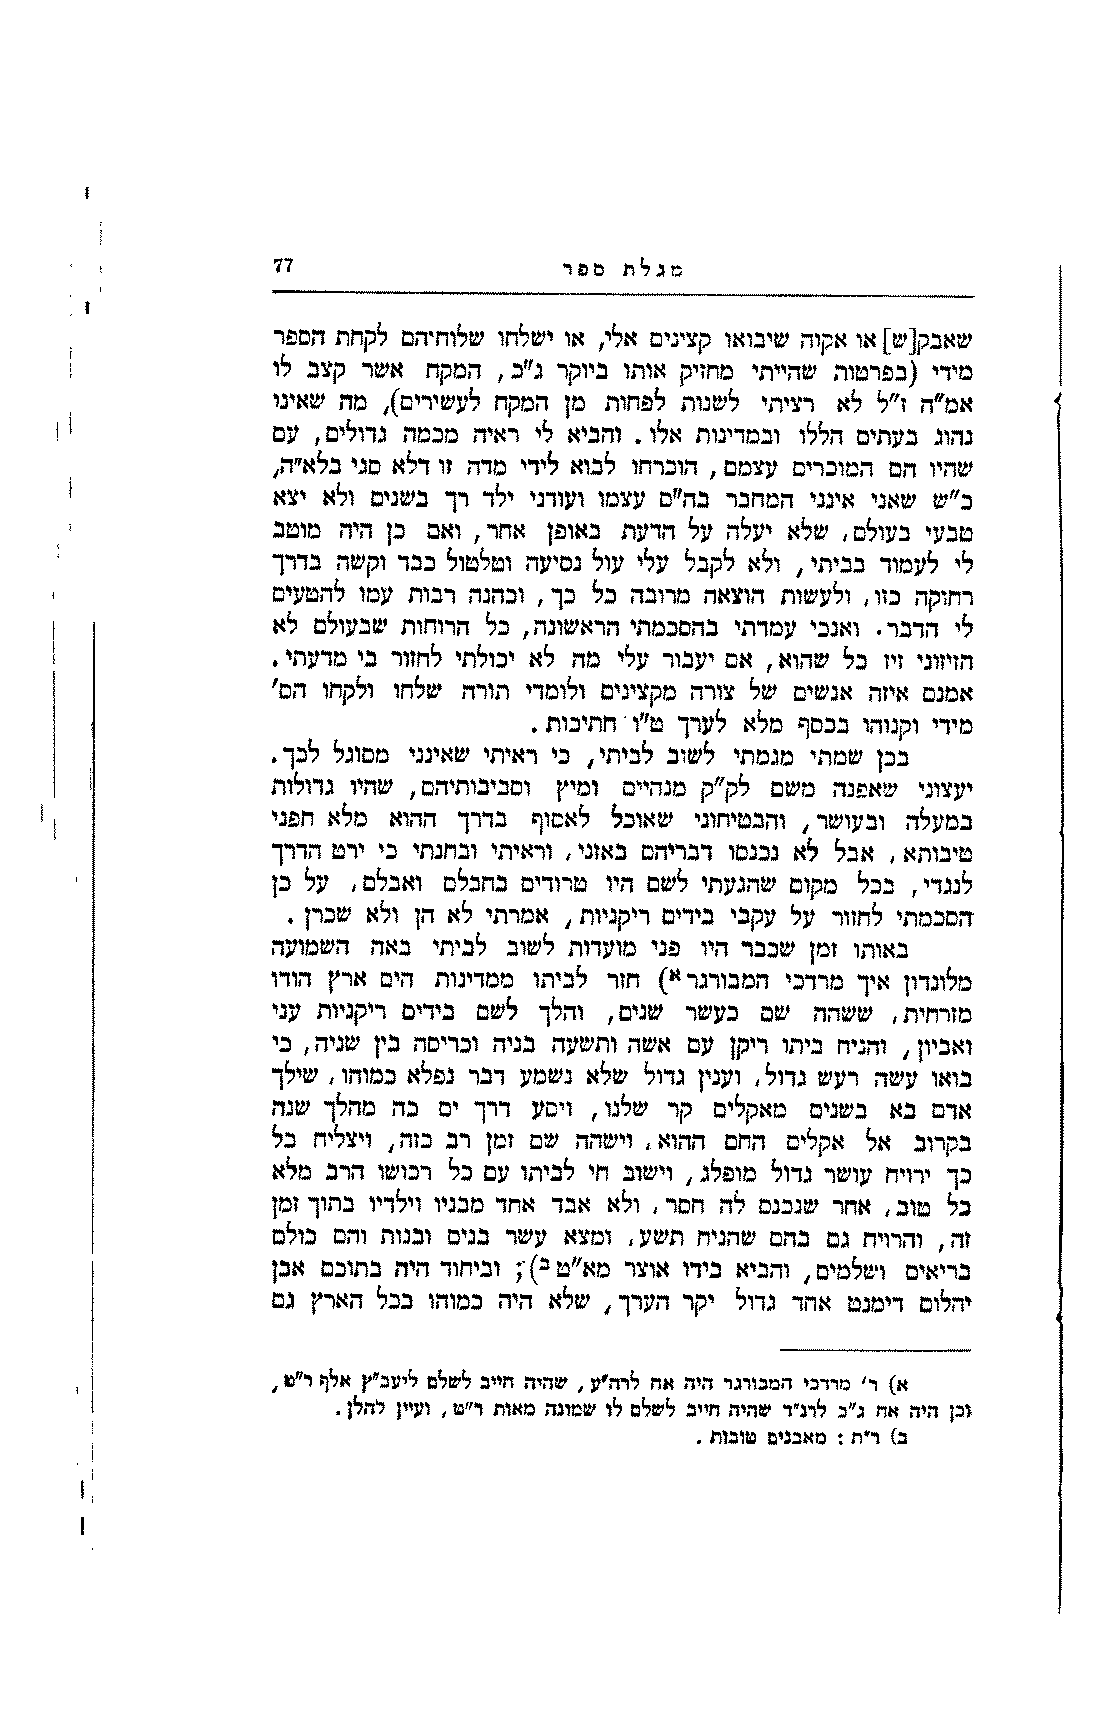 מגלת ספר
77
שאבק[ש] או אקוה שיבואו קצינים אלי, או ישלחו שלוחיהם לקחת הספר
מידי (בפרטות שהייתי מחזיק אותו ביוקר ג"כ, המקח אשר קצב לו
אמ"ה ז"ל לא רציתי לשנות לפחות מן המקח לעשירים), מה שאינו
נהוג בעתים הללו ובמדינות אלו. והביא לי ראיה מכמה גדולים, עם
שהיו הם המוכרים עצמם, הוכרחו לבוא לידי מדה זו דלא סגי בלא"ה,
כ"ש שאני אינני המחבר בח"ם עצמו ועודני ילד רך בשנים ולא יצא
טבעי בעולם, שלא יעלה על הדעת באופן אחר, ואם כן היה מוטב
לי לעמוד בביתי, ולא לקבל עלי עול נסיעה וטלטול כבד וקשה בדרך
רחוקה כזו, ולעשות הוצאה מרובה כל כך, וכהנה רבות עמו להטעים
לי הדבר. ואנכי עמדתי בהסכמתי הראשונה, כל הרוחות שבעולם לא
הזיזוני זיז כל שהוא, אם יעבור עלי מה לא יכולתי לחזור בי מדעתי.
אמנם איזה אנשים של צורה מקצינים ולומדי תורה שלחו ולקחו הס'
מידי וקנוהו בכסף מלא לערך ט"ו חתיכות.
בכן שמתי מגמתי לשוב לביתי, כי ראיתי שאינני מסוגל לכך.
יעצוני שאפנה משם לק"ק מנהיים ומיץ וסביבותיהם, שהיו גדולות
במעלה ובעושר, והבטיחוני שאוכל לאסוף בדרך ההוא מלא חפני
טיבותא, אבל לא נכנסו דבריהם באזני, וראיתי ובחנתי כי ירט הדרך
לנגדי, בכל מקום שהגעתי לשם היו טרודים בחבלם ואבלם, על כן
הסכמתי לחזור על עקבי בידים ריקניות, אמרתי לא הן ולא שכרן.
באותו זמן שכבר היו פני מועדות לשוב לביתי באה השמועה
מלונדון איך מרדכי המבורגר א) חזר לביתו ממדינות הים ארץ הודו
מזרחית, ששהה שם כעשר שנים, והלך לשם בידים ריקניות עני
ואביון, והניח ביתו ריקן עם אשה ותשעה בניה וכריסה בין שניה, כי
בואו עשה רעש גדול, וענין גדול שלא נשמע דבר נפלא כמוהו, שילך
אדם בא בשנים מאקלים קר שלנו, ויסע דרך ים כה מהלך שנה
בקרוב אל אקלים החם ההוא, וישהה שם זמן רב כזה, ויצליח כל
כך ירויח עושר גדול מופלג, וישוב חי לביתו עם כל רכושו הרב מלא
כל טוב, אחר שנכנס לה חסר, ולא אבד אחד מבניו וילדיו בתוך זמן
זה, והרויח גם בהם שהניח תשע, ומצא עשר בנים ובנות והם כולם
בריאים ושלמים, והביא בידו אוצר מא"ט ב); וביחוד היה בתוכם אבן
יהלום דימנט אחד גדול יקר הערך, שלא היה כמוהו בכל הארץ גם
א) ר' מרדכי המבורגר היה אח לרה"ע, שהיה חייב לשלם ליעב"ץ אלף ר"ט,
וכן היה אח ג"כ לרנ"ד שהיה חייב לשלם לו שמונה מאות ר"ט, ועיין להלן.
ב) ר"ת: מאבנים טובות.